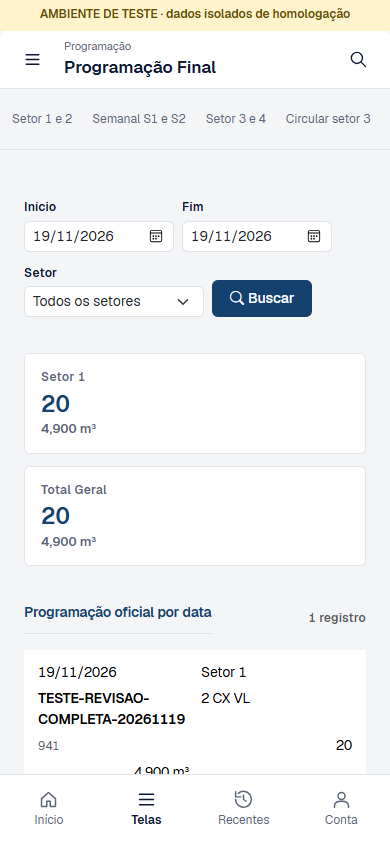 AMBIENTE DE TESTE · dados isolados de homologação
Programação
Programação Final
Setor 1 e 2 Semanal S1 e S2 Setor 3 e 4 Circular setor 3
Início Fim
19/11/2026 19/11/2026
Setor
Todos os setores Buscar
Setor 1
20
4,900 m³
Total Geral
20
4,900 m³
Programação oficial por data 1 registro
19/11/2026 Setor 1
TESTE-REVISAO- 2 CX VL
COMPLETA-20261119
941 20
4,900 m³
Início Telas Recentes Conta